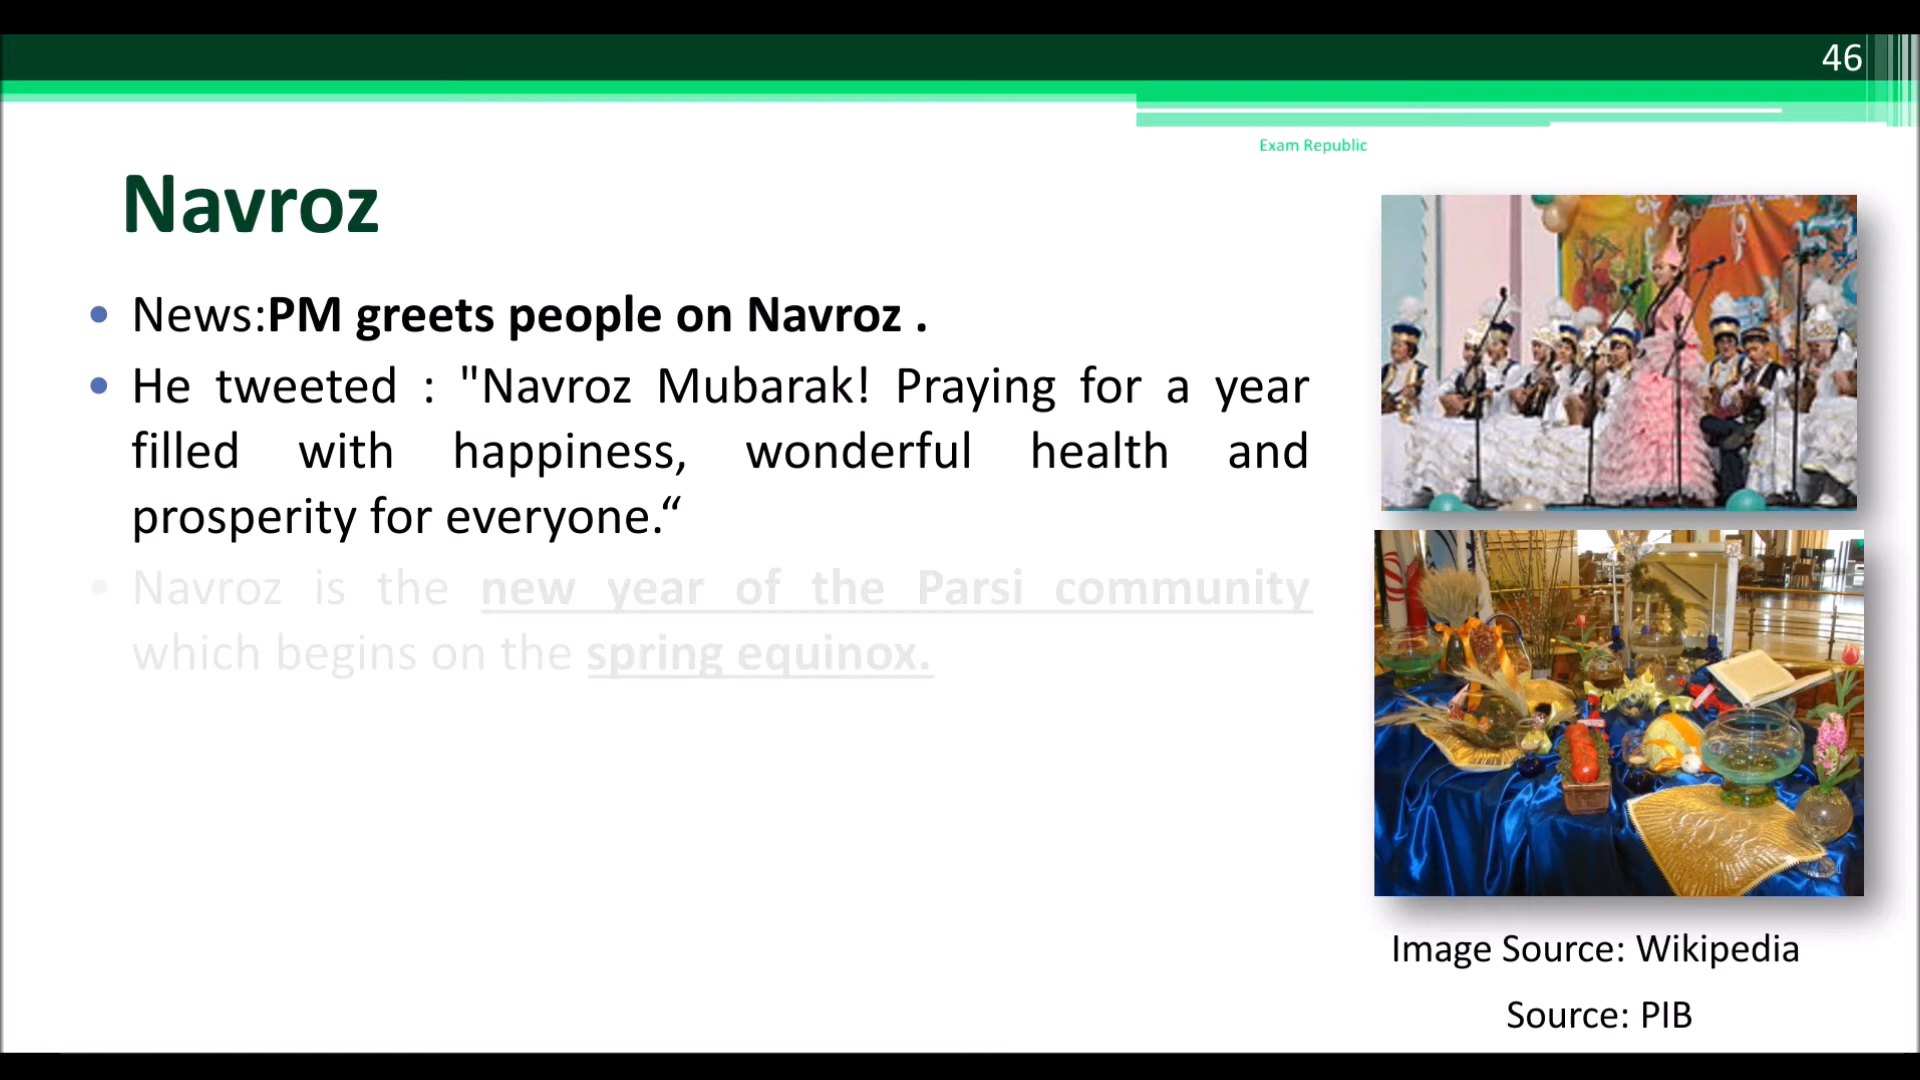 46
Exam Republic
Navroz
• News:PM greets people on Navroz .
• He tweeted : "Navroz Mubarak! Praying for a year
filled with happiness, wonderful health and
prosperity for everyone.“
• Navroz is the new year of the Parsi community
which begins on the spring equinox.
Image Source: Wikipedia
Source: PIB